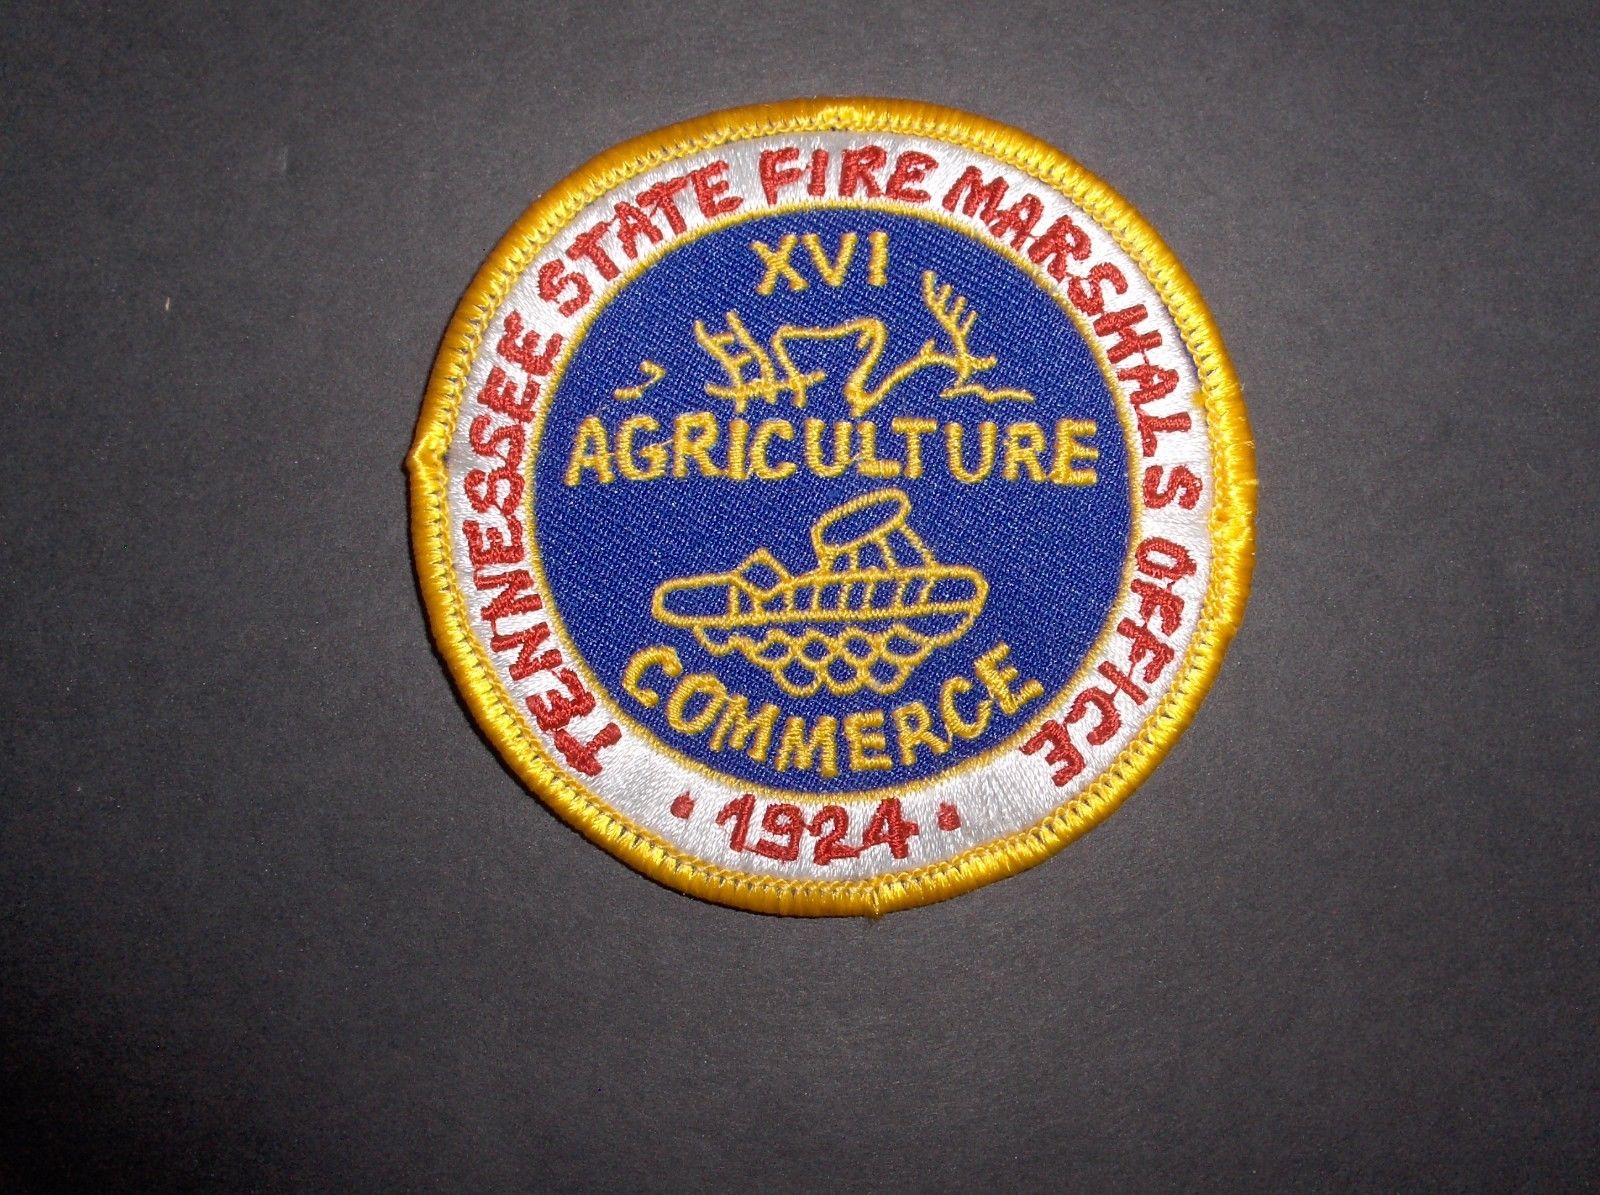 TENNESSEE STATE FIRE MARSHALS OFFICE
XVI
AGRICULTURE
COMMERCE
• 1924 •